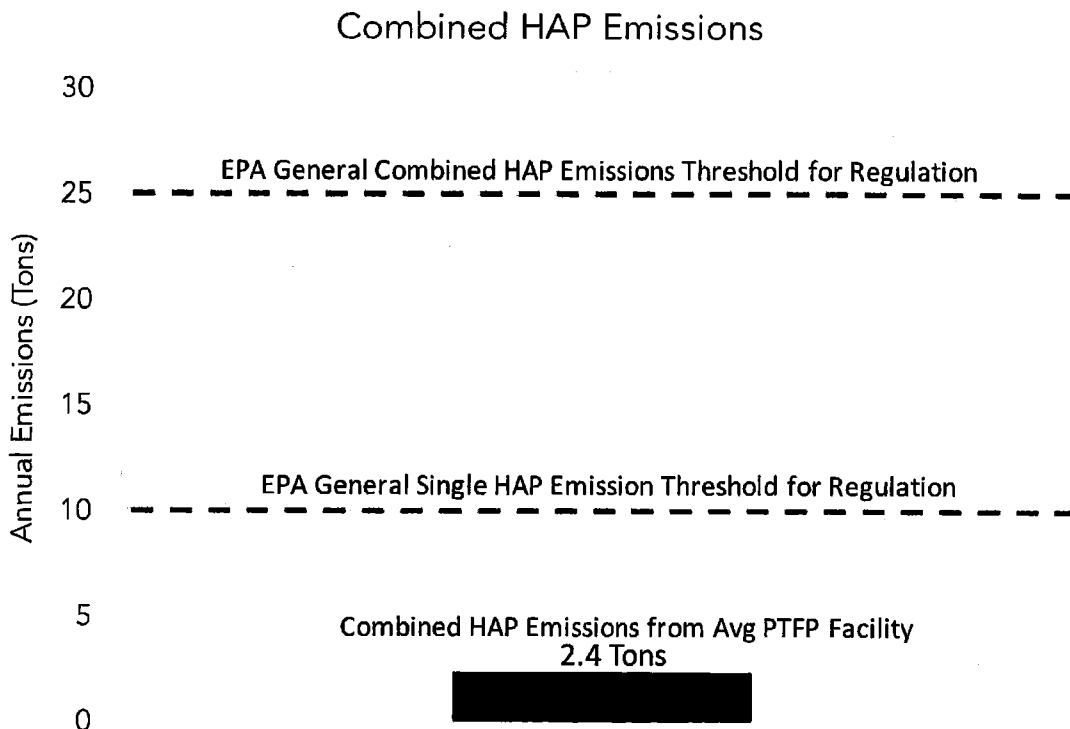 Combined HAP Emissions
30
EPA General Combined HAP Emissions Threshold for Regulation
25
Annual Emissions (Tons)
20
15
EPA General Single HAP Emission Threshold for Regulation
10
5
Combined HAP Emissions from Avg PTFP Facility
2.4 Tons
0